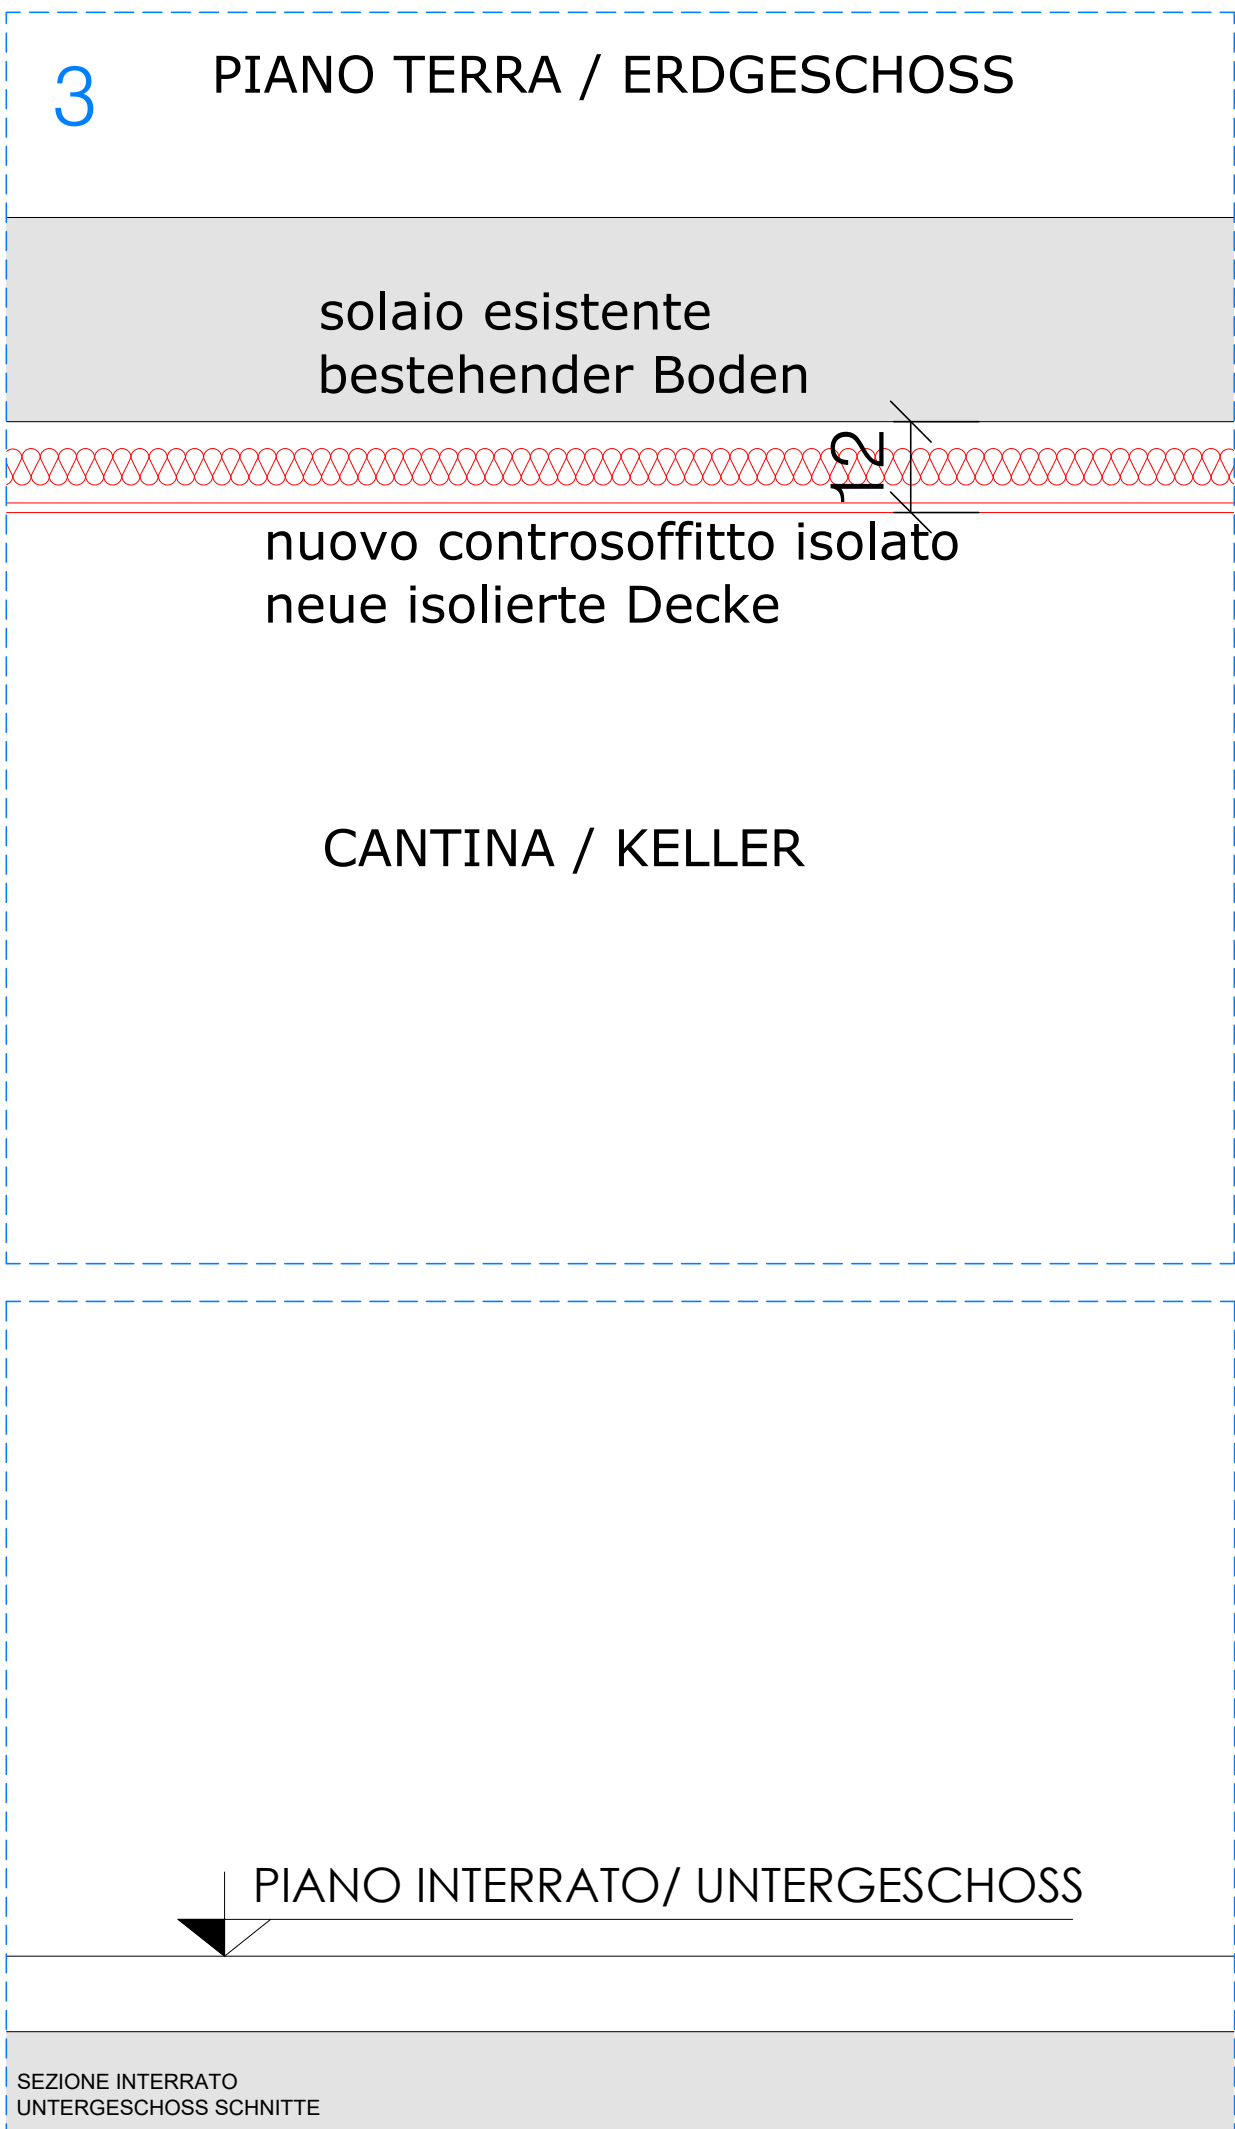 3
PIANO TERRA / ERDGESCHOSS
solaio esistente
bestehender Boden
12
nuovo controsoffitto isolato
neue isolierte Decke
CANTINA / KELLER
PIANO INTERRATO/ UNTERGESCHOSS
SEZIONE INTERRATO
UNTERGESCHOSS SCHNITTE